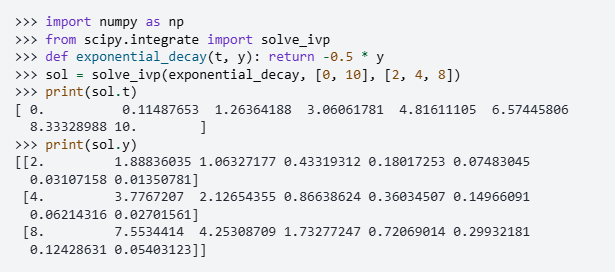 >>> import numpy as np
>>> from scipy.integrate import solve_ivp
>>> def exponential_decay(t, y): return -0.5 * y
>>> sol = solve_ivp(exponential_decay, [0, 10], [2, 4, 8])
>>> print(sol.t)
[ 0.          0.11487653  1.26364188  3.06061781  4.81611105  6.57445806
  8.33328988 10.        ]
>>> print(sol.y)
[[2.         1.88836035 1.06327177 0.43319312 0.18017253 0.07483045
  0.03107158 0.01350781]
 [4.         3.7767207  2.12654355 0.86638624 0.36034507 0.14966091
  0.06214316 0.02701561]
 [8.         7.5534414  4.25308709 1.73277247 0.72069014 0.29932181
  0.12428631 0.05403123]]